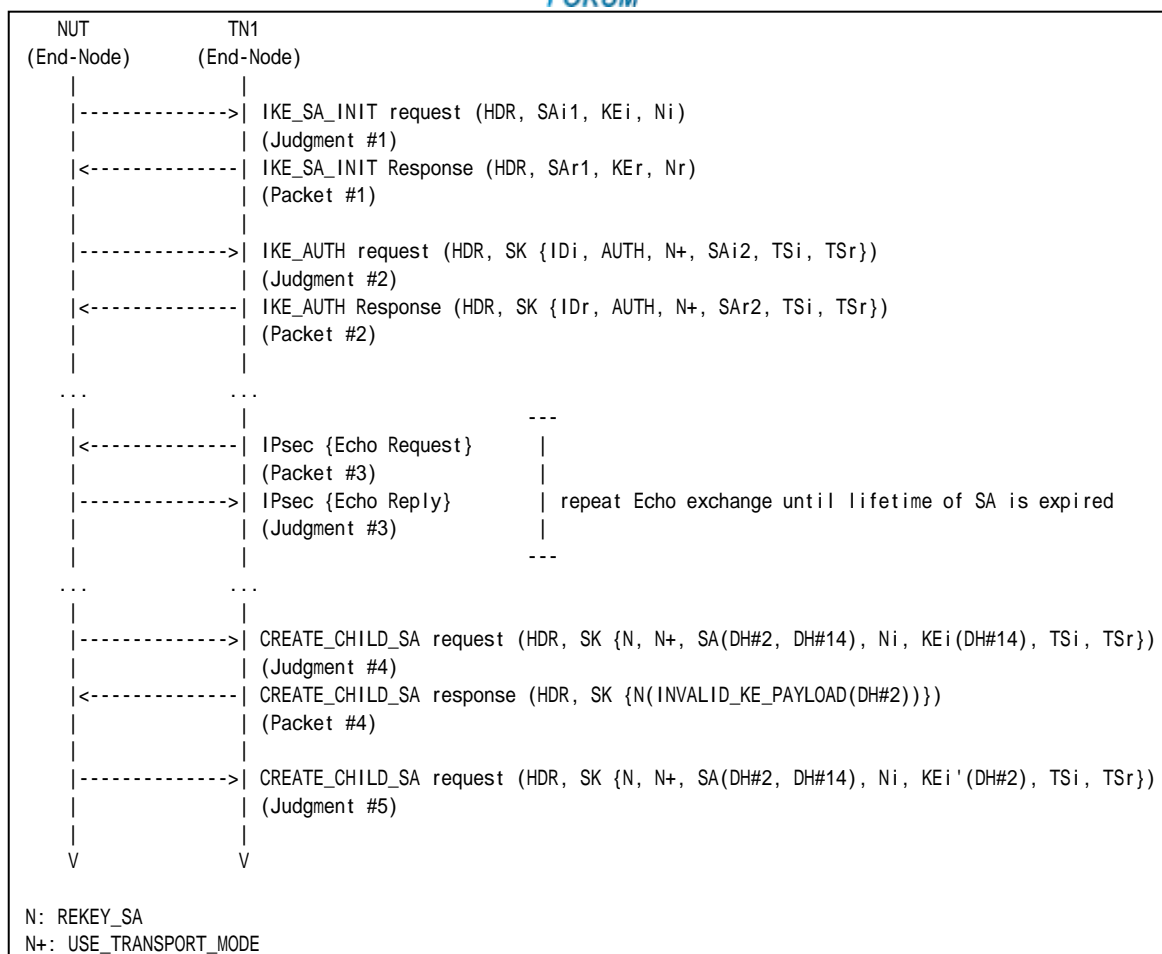 FORUM
NUT TN1
(End-Node) (End-Node)
| |
|-------------->| IKE_SA_INIT request (HDR, SAi1, KEi, Ni)
| | (Judgment #1)
|<--------------| IKE_SA_INIT Response (HDR, SAr1, KEr, Nr)
| | (Packet #1)
| |
|-------------->| IKE_AUTH request (HDR, SK {IDi, AUTH, N+, SAi2, TSi, TSr})
| | (Judgment #2)
|<--------------| IKE_AUTH Response (HDR, SK {IDr, AUTH, N+, SAr2, TSi, TSr})
| | (Packet #2)
| |
... ...
| | ---
|<--------------| IPsec {Echo Request} |
| | (Packet #3) |
|-------------->| IPsec {Echo Reply} | repeat Echo exchange until lifetime of SA is expired
| | (Judgment #3) |
| | ---
... ...
| |
|-------------->| CREATE_CHILD_SA request (HDR, SK {N, N+, SA(DH#2, DH#14), Ni, KEi(DH#14), TSi, TSr})
| | (Judgment #4)
|<--------------| CREATE_CHILD_SA response (HDR, SK {N(INVALID_KE_PAYLOAD(DH#2))})
| | (Packet #4)
| |
|-------------->| CREATE_CHILD_SA request (HDR, SK {N, N+, SA(DH#2, DH#14), Ni, KEi'(DH#2), TSi, TSr})
| | (Judgment #5)
| |
V V
N: REKEY_SA
N+: USE_TRANSPORT_MODE